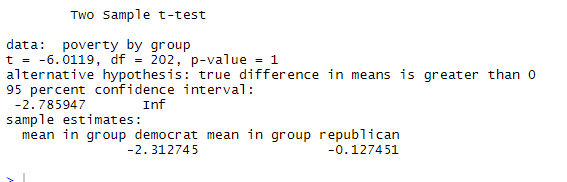 Two Sample t-test
data:  poverty by group
t = -6.0119, df = 202, p-value = 1
alternative hypothesis: true difference in means is greater than 0
95 percent confidence interval:
-2.785947       Inf
sample estimates:
mean in group democrat mean in group republican
-2.312745                -0.127451
>